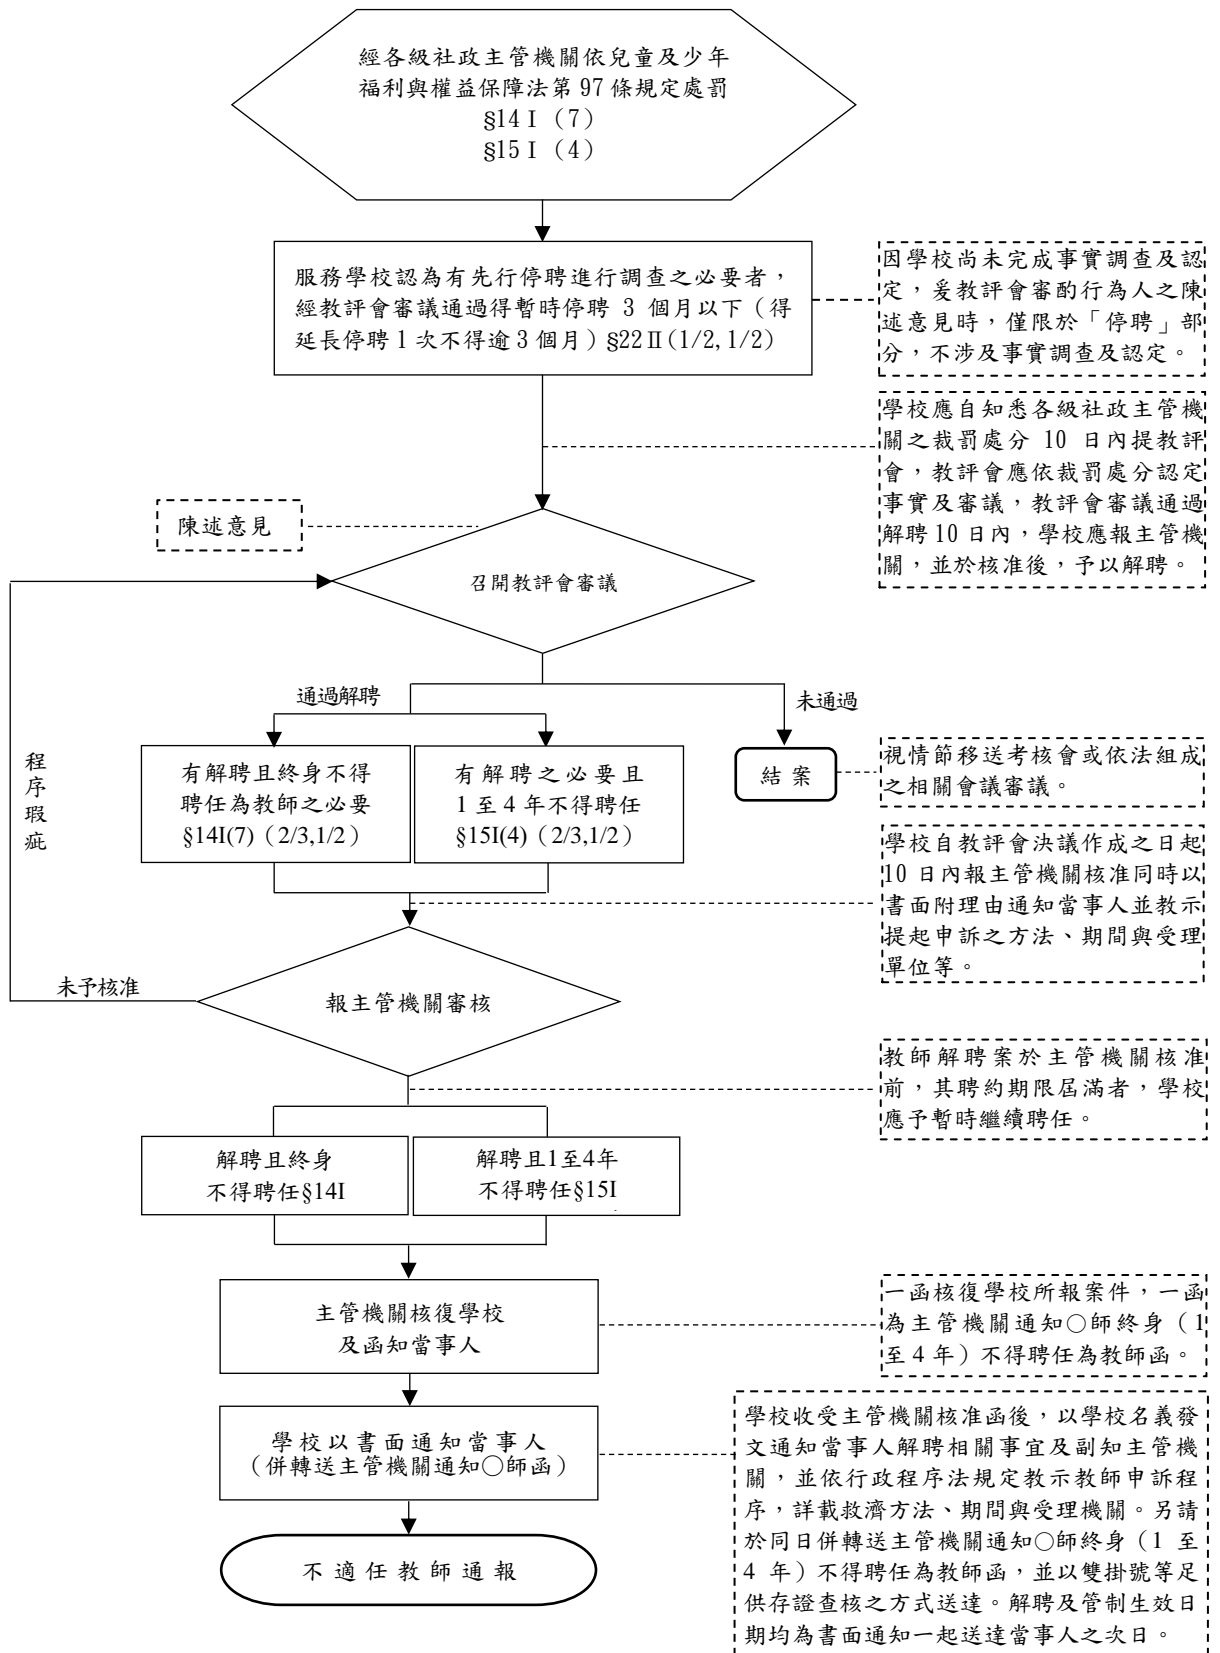 經各級社政主管機關依兒童及少年
福利與權益保障法第 97 條規定處罰
§14Ⅰ（7）
§15Ⅰ（4）
服務學校認為有先行停聘進行調查之必要者，
經教評會審議通過得暫時停聘 3 個月以下（得
延長停聘 1 次不得逾 3 個月）§22Ⅱ(1/2, 1/2)
因學校尚未完成事實調查及認
定，爰教評會審酌行為人之陳
述意見時，僅限於「停聘」部
分，不涉及事實調查及認定。
學校應自知悉各級社政主管機
關之裁罰處分 10 日內提教評
會，教評會應依裁罰處分認定
事實及審議，教評會審議通過
解聘 10 日內，學校應報主管機
關，並於核准後，予以解聘。
陳述意見
召開教評會審議
通過解聘
未通過
程
序
瑕
疵
有解聘且終身不得
聘任為教師之必要
§14I(7)（2/3,1/2）
有解聘之必要且
1 至 4 年不得聘任
§15I(4)（2/3,1/2）
結案
視情節移送考核會或依法組成
之相關會議審議。
學校自教評會決議作成之日起
10 日內報主管機關核准同時以
書面附理由通知當事人並教示
提起申訴之方法、期間與受理
單位等。
未予核准
報主管機關審核
教師解聘案於主管機關核准
前，其聘約期限屆滿者，學校
應予暫時繼續聘任。
解聘且終身
不得聘任§14I
解聘且1至4年
不得聘任§15I
主管機關核復學校
及函知當事人
一函核復學校所報案件，一函
為主管機關通知○師終身（1
至 4 年）不得聘任為教師函。
學校以書面通知當事人
（併轉送主管機關通知○師函）
學校收受主管機關核准函後，以學校名義發
文通知當事人解聘相關事宜及副知主管機
關，並依行政程序法規定教示教師申訴程
序，詳載救濟方法、期間與受理機關。另請
於同日併轉送主管機關通知○師終身（1 至
4 年）不得聘任為教師函，並以雙掛號等足
供存證查核之方式送達。解聘及管制生效日
期均為書面通知一起送達當事人之次日。
不適任教師通報